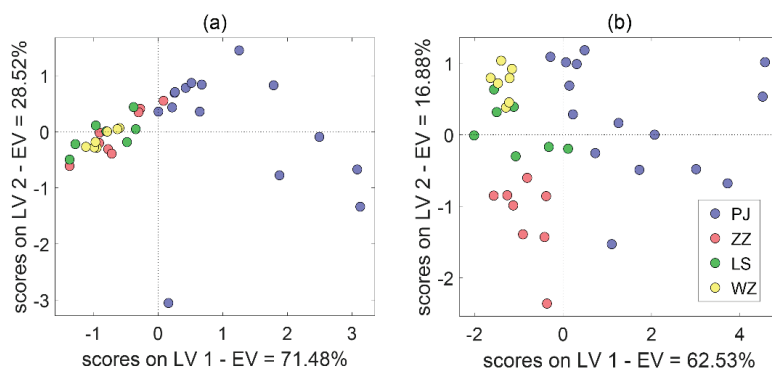 (a)
scores on LV 2 - EV = 28.52%
1
0
-1
-2
-3
-1
0
1
2
3
scores on LV 1 - EV = 71.48%
(b)
scores on LV 2 - EV = 16.88%
1
0
-1
-2
-2
0
2
4
scores on LV 1 - EV = 62.53%
PJ
ZZ
LS
WZ